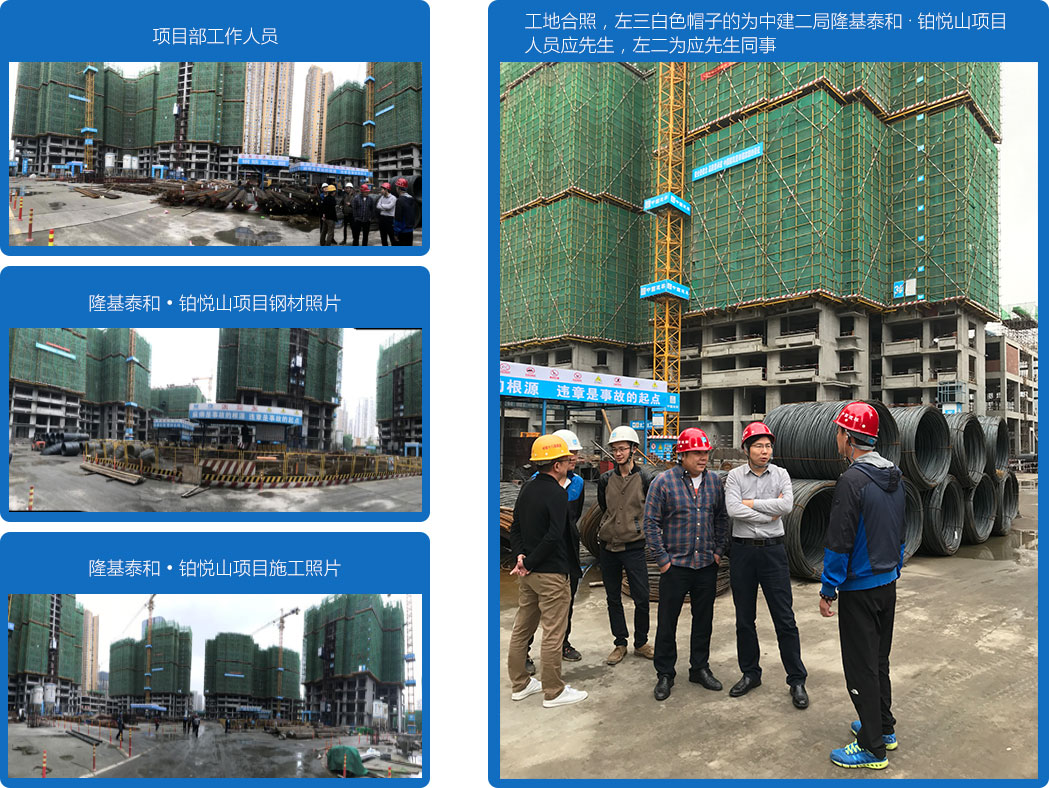 项目部工作人员
隆基泰和·铂悦山项目钢材照片
隆基泰和·铂悦山项目施工照片
工地合照，左三白色帽子的为中建二局隆基泰和·铂悦山项目
人员应先生，左二为应先生同事
根源 违章是事故的起点